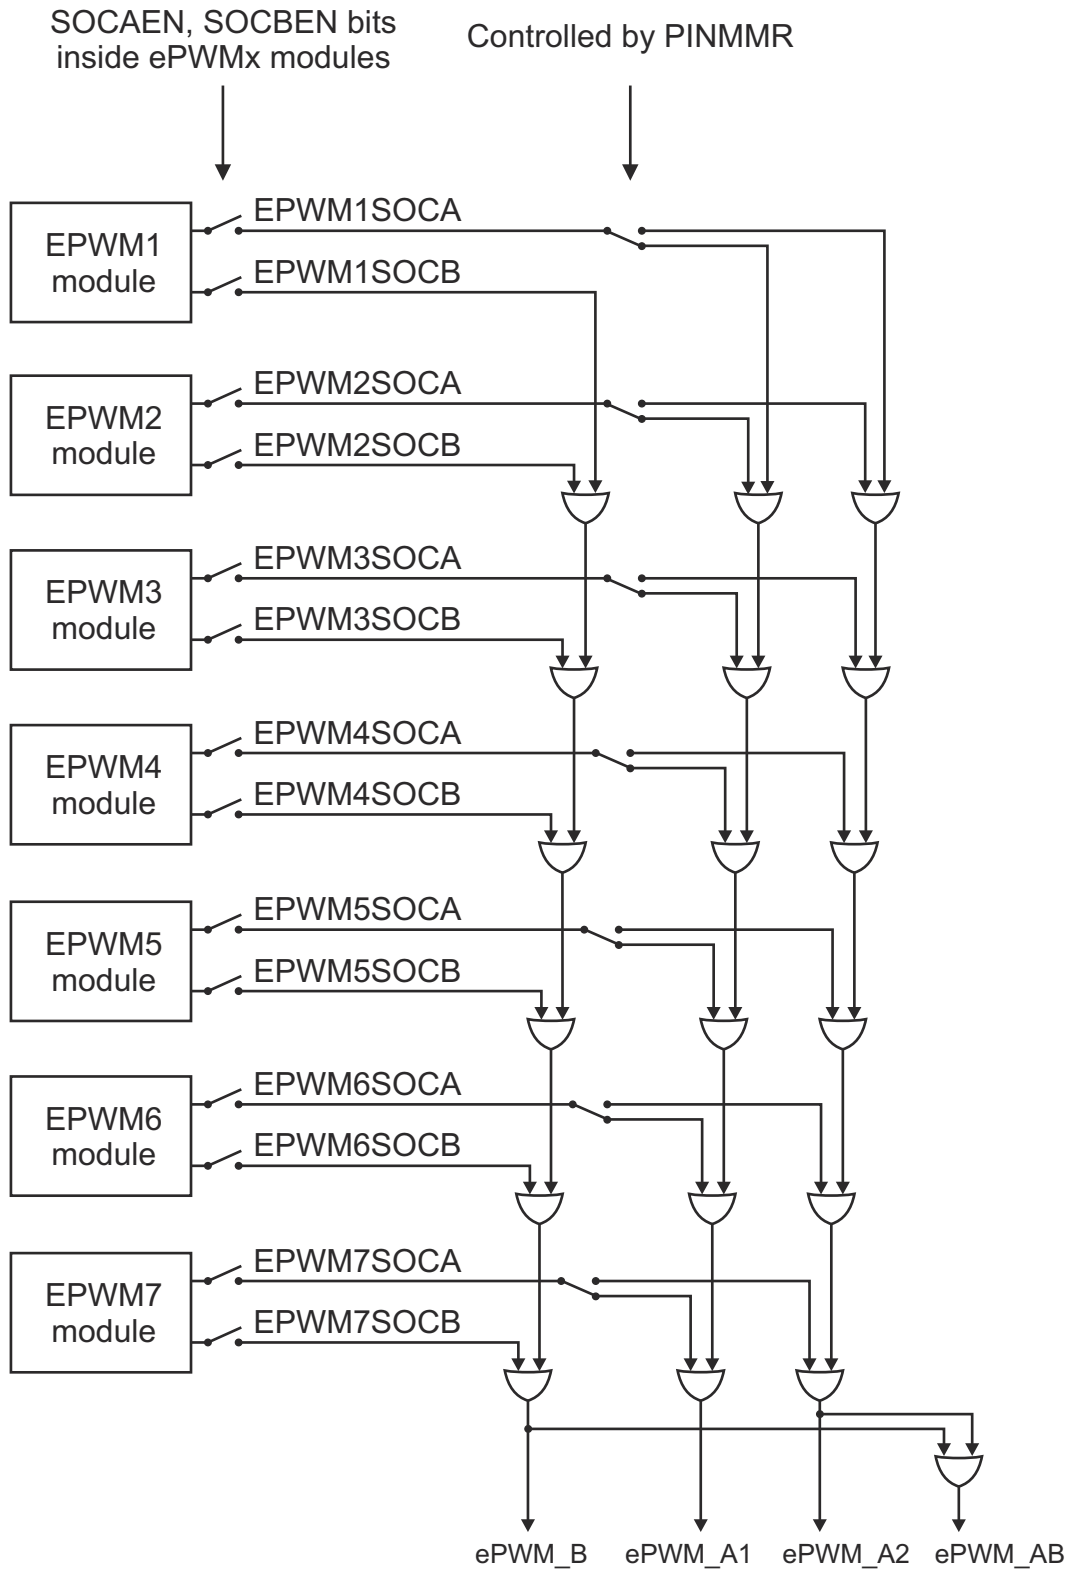 SOCAEN, SOCBEN bits
inside ePWMx modules
Controlled by PINMMR
EPWM1
module
EPWM1SOCA
EPWM1SOCB
EPWM2
module
EPWM2SOCA
EPWM2SOCB
EPWM3
module
EPWM3SOCA
EPWM3SOCB
EPWM4
module
EPWM4SOCA
EPWM4SOCB
EPWM5
module
EPWM5SOCA
EPWM5SOCB
EPWM6
module
EPWM6SOCA
EPWM6SOCB
EPWM7
module
EPWM7SOCA
EPWM7SOCB
ePWM_B
ePWM_A1
ePWM_A2
ePWM_AB